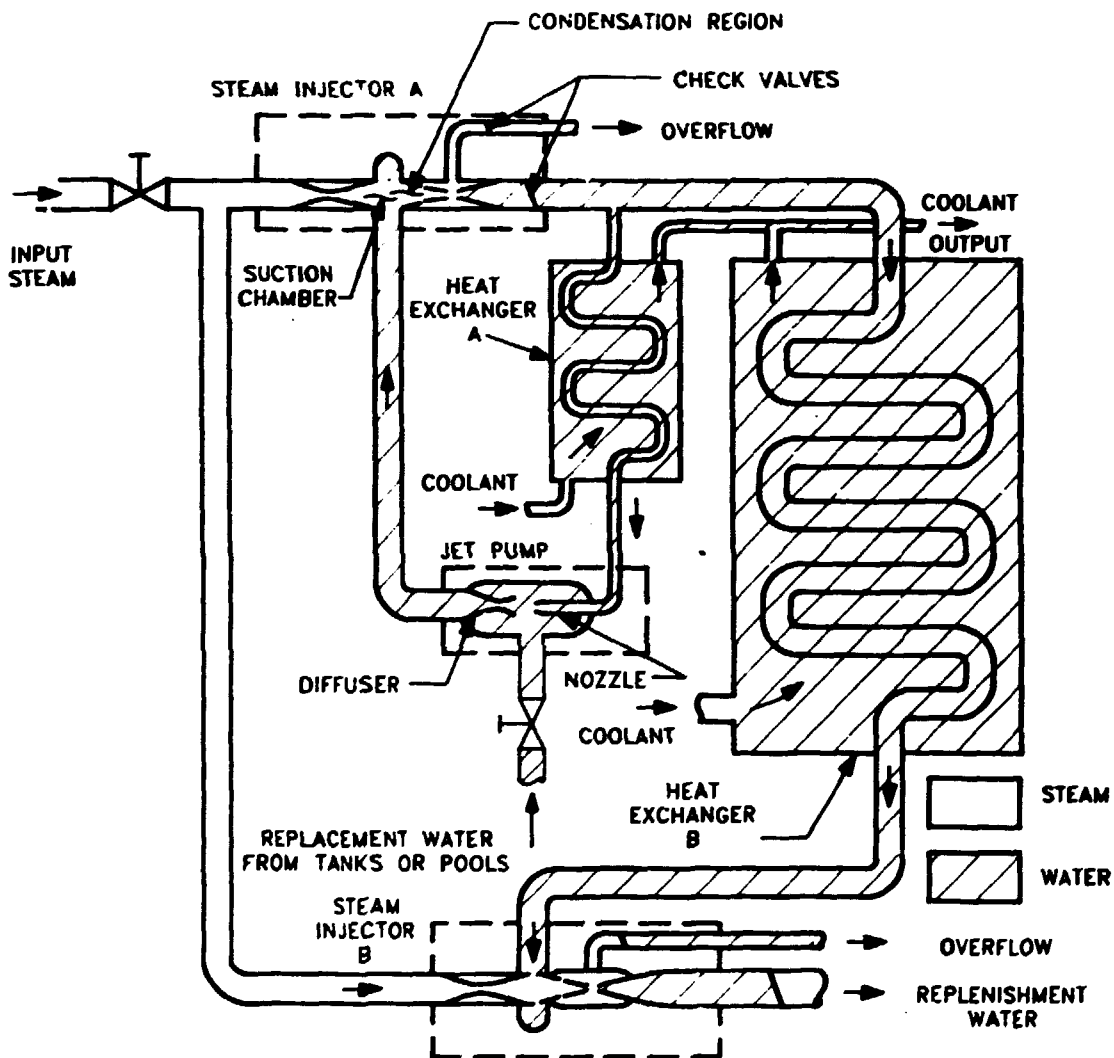 CONDENSATION REGION
STEAM INJECTOR A
CHECK VALVES
OVERFLOW
INPUT
STEAM
SUCTION
CHAMBER
HEAT
EXCHANGER
A
COOLANT
OUTPUT
COOLANT
JET PUMP
DIFFUSER
NOZZLE
COOLANT
REPLACEMENT WATER
FROM TANKS OR POOLS
HEAT
EXCHANGER
B
STEAM
WATER
STEAM
INJECTOR
B
OVERFLOW
REPLENISHMENT
WATER